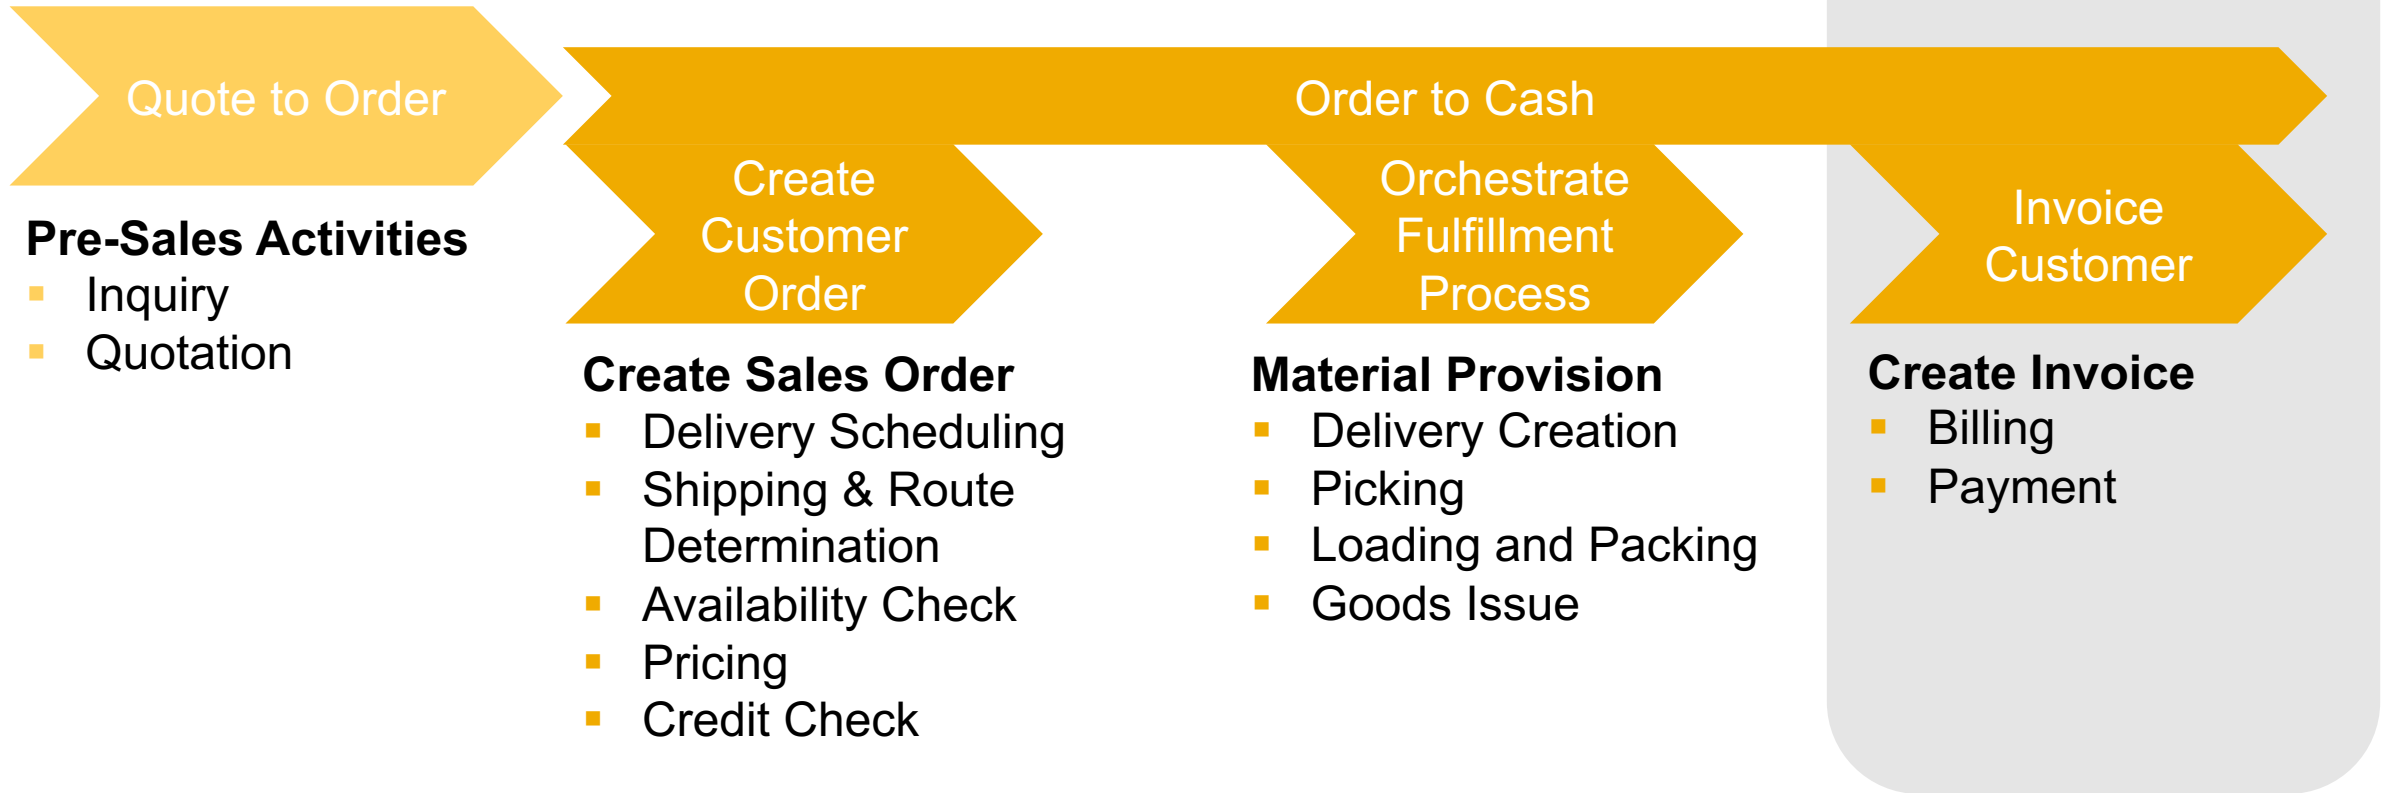 Quote to Order
Order to Cash
Create
Customer
Order
Orchestrate
Fulfillment
Process
Invoice
Customer
Pre-Sales Activities
Inquiry
Quotation
Create Sales Order
Delivery Scheduling
Shipping & Route
Determination
Availability Check
Pricing
Credit Check
Material Provision
Delivery Creation
Picking
Loading and Packing
Goods Issue
Create Invoice
Billing
Payment